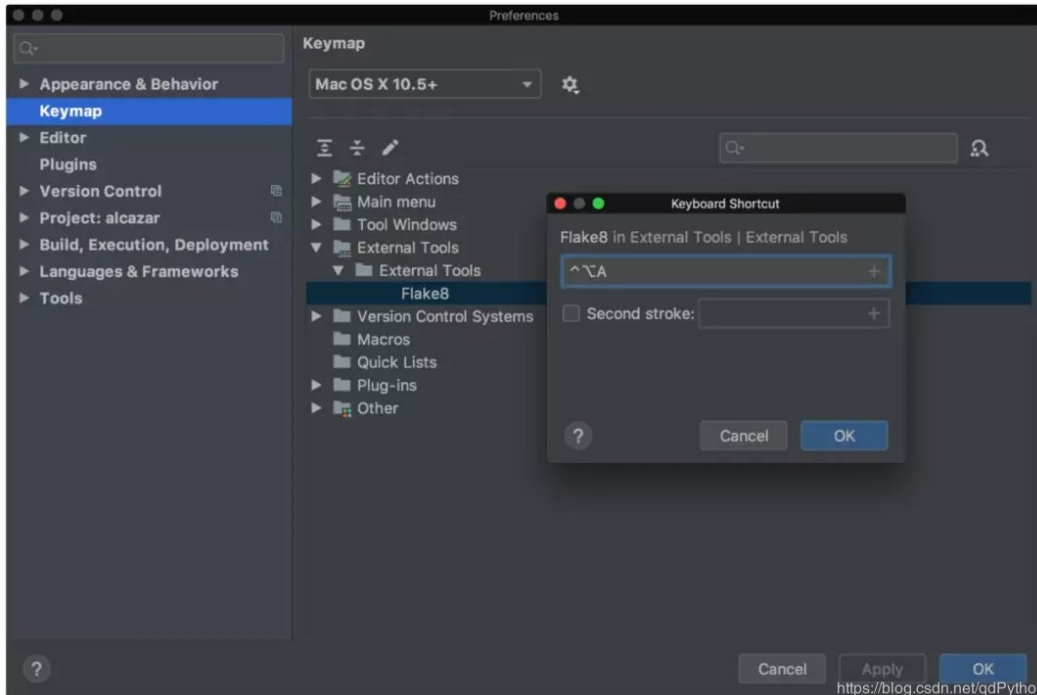 Preferences
Keymap
Mac OS X 10.5+
Appearance & Behavior
Keymap
Editor
Plugins
Version Control
Project: alcazar
Build, Execution, Deployment
Languages & Frameworks
Tools
Editor Actions
Main menu
Tool Windows
External Tools
External Tools
Flake8
Version Control Systems
Macros
Quick Lists
Plug-ins
Other
Keyboard Shortcut
Flake8 in External Tools | External Tools
^⌥A
Second stroke:
? Cancel OK
? Cancel Apply OK
https://blog.csdn.net/qdPytho